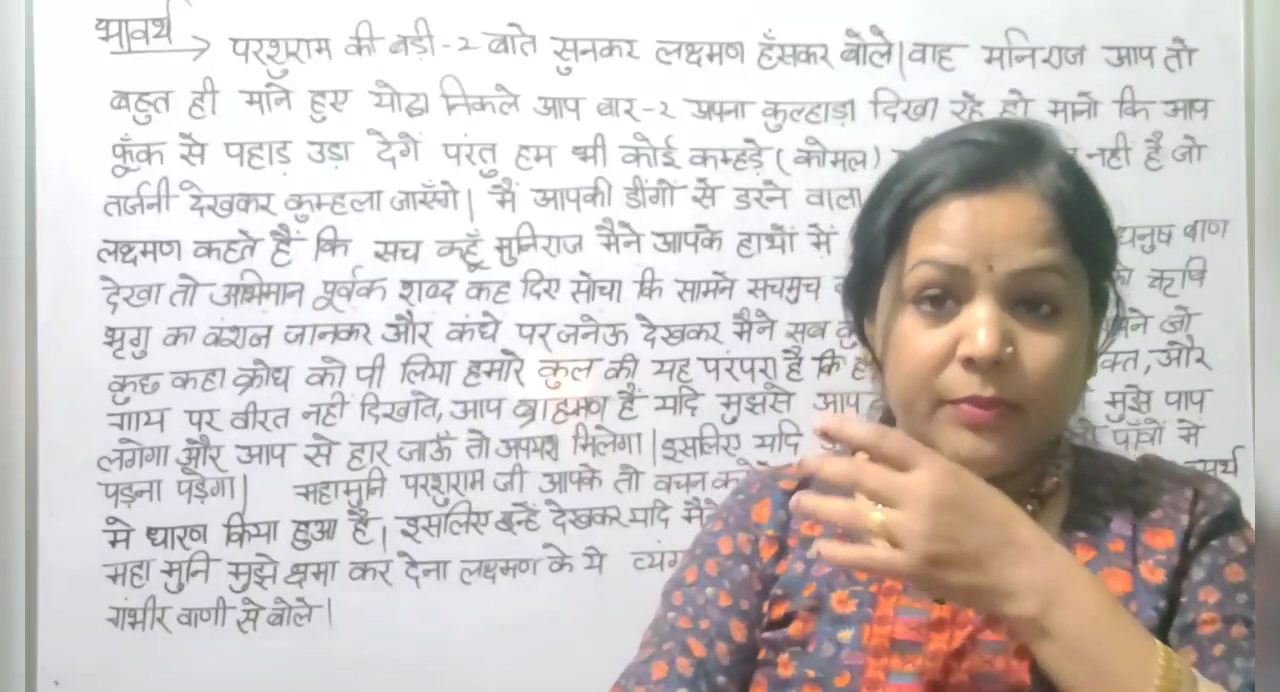 भावर्थ → परशुराम की बड़ी-2 बाते सुनकर लक्ष्मण हँसकर बोले। वाह मनिराज आप तो
बहुत ही माने हुए योद्धा निकले आप बार-२ अपना कुल्हाड़ा दिखा रहे हो मानो कि आप
फूँक से पहाड़ उड़ा देगें परंतु हम भी कोई कम्हड़े (कोमल) नही है जो
तर्जनी देखकर कुम्हला जाएँगे। मैं आपकी डींगो से डरने वाला
लक्ष्मण कहते हैं कि सच कहूँ मुनिराज मैने आपके हाथों में धनुष बाण
देखा तो अभिमान पूर्वक शब्द कह दिए सोचा कि सामने सचमुच ऋषि
भृगु का वंशज जानकर और कंधे पर जनेऊ देखकर मैने सब जो
कुछ कहा क्रोध को पी लिया हमारे कुल की यह परंपरा है कि और
गाय पर वीरत नही दिखाते, आप ब्राहमण हैं यदि मुझसे आप मुझे पाप
लगेगा और आप से हार जाऊँ तो अपयश मिलेगा। इसलिए यदि पाँवों मे
पड़ना पड़ेगा। महामुनि परशुराम जी आपके तो वचन
मे धारण किया हुआ है। इसलिए इन्हें देखकर यदि मैने
महा मुनि मुझे क्षमा कर देना लक्ष्मण के ये
गंभीर वाणी से बोले।